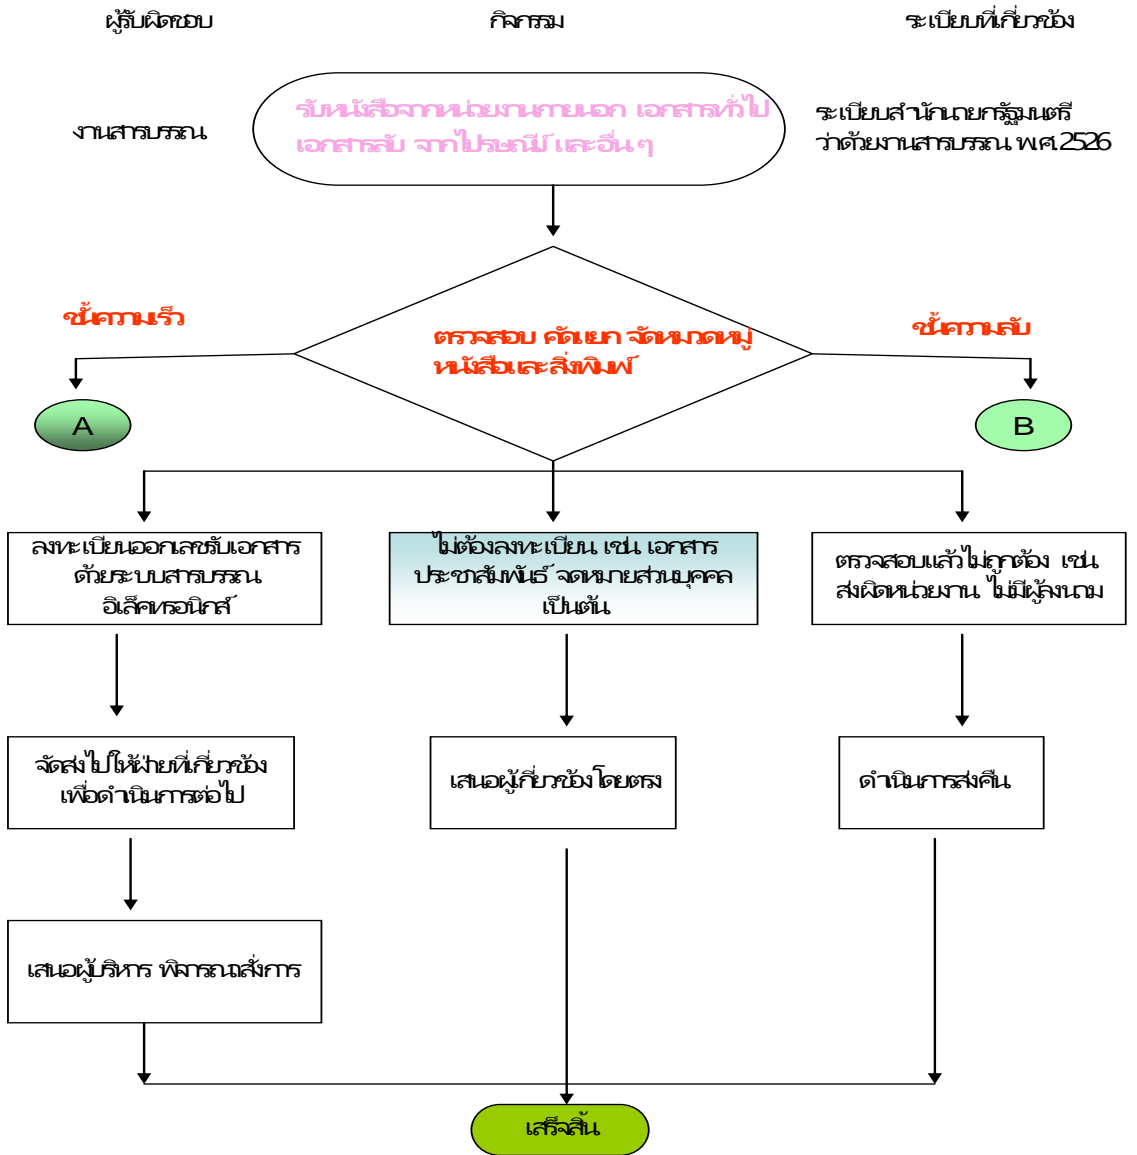 ผู้รับผิดชอบ
กิจกรรม
ระเบียบที่เกี่ยวข้อง
งานสารบรรณ
รับหนังสือจากหน่วยงานภายนอก เอกสารทั่วไป
เอกสารลับ จากไปรษณีย์ และอื่น ๆ
ระเบียบสำนักนายกรัฐมนตรี
ว่าด้วยงานสารบรรณ พ.ศ.2526
ชั้นความเร็ว
ตรวจสอบ คัดแยก จัดหมวดหมู่
หนังสือและสิ่งพิมพ์
ชั้นความลับ
A
B
ลงทะเบียนออกเลขรับเอกสาร
ด้วยระบบสารบรรณ
อิเล็คทรอนิกส์
ไม่ต้องลงทะเบียน เช่น เอกสาร
ประชาสัมพันธ์ จดหมายส่วนบุคคล
เป็นต้น
ตรวจสอบแล้วไม่ถูกต้อง เช่น
ส่งผิดหน่วยงาน ไม่มีผู้ลงนาม
จัดส่งไปให้ฝ่ายที่เกี่ยวข้อง
เพื่อดำเนินการต่อไป
เสนอผู้เกี่ยวข้องโดยตรง
ดำเนินการส่งคืน
เสนอผู้บริหาร พิจารณาสั่งการ
เสร็จสิ้น